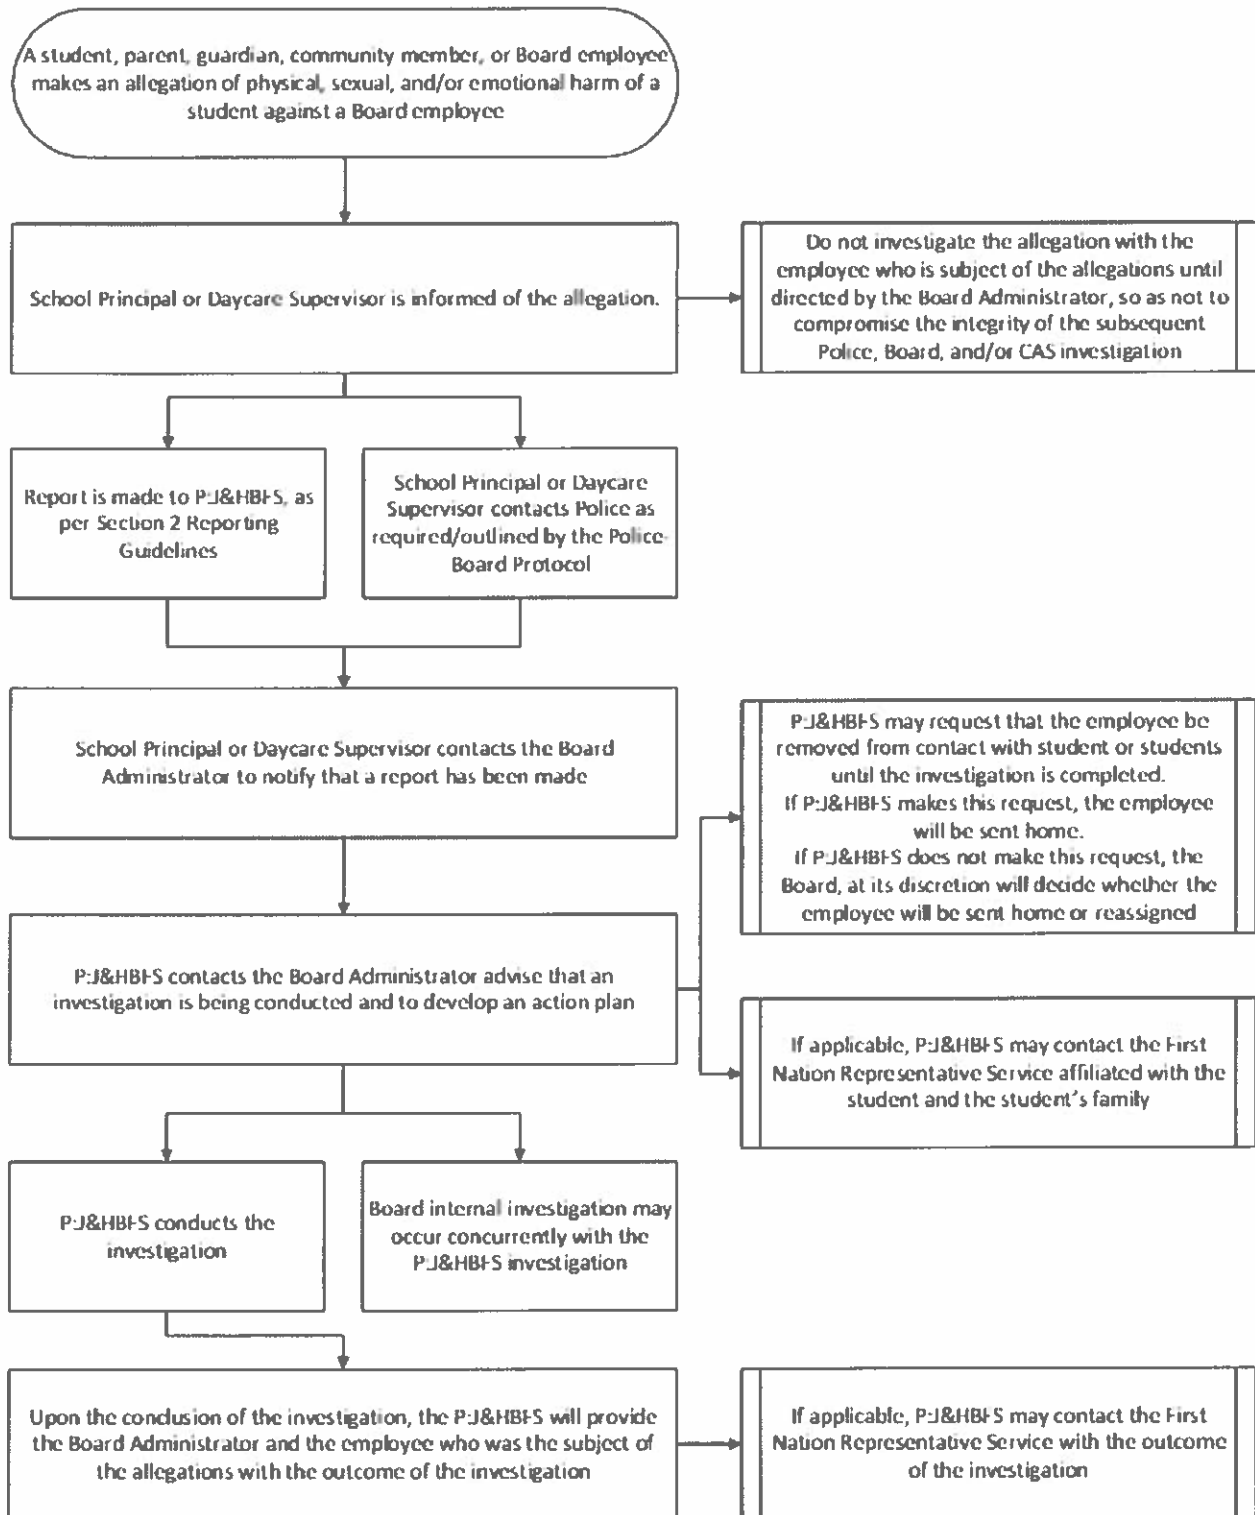 A student, parent, guardian, community member, or Board employee
makes an allegation of physical, sexual, and/or emotional harm of a
student against a Board employee
School Principal or Daycare Supervisor is informed of the allegation.
Do not investigate the allegation with the
employee who is subject of the allegations until
directed by the Board Administrator, so as not to
compromise the integrity of the subsequent
Police, Board, and/or CAS investigation
Report is made to P:J&HBFS, as
per Section 2 Reporting
Guidelines
School Principal or Daycare
Supervisor contacts Police as
required/outlined by the Police-
Board Protocol
School Principal or Daycare Supervisor contacts the Board
Administrator to notify that a report has been made
P:J&HBFS may request that the employee be
removed from contact with student or students
until the investigation is completed.
If P:J&HBFS makes this request, the employee
will be sent home.
If P:J&HBFS does not make this request, the
Board, at its discretion will decide whether the
employee will be sent home or reassigned
P:J&HBFS contacts the Board Administrator advise that an
investigation is being conducted and to develop an action plan
If applicable, P:J&HBFS may contact the First
Nation Representative Service affiliated with the
student and the student's family
P:J&HBFS conducts the
investigation
Board internal investigation may
occur concurrently with the
P:J&HBFS investigation
Upon the conclusion of the investigation, the P:J&HBFS will provide
the Board Administrator and the employee who was the subject of
the allegations with the outcome of the investigation
If applicable, P:J&HBFS may contact the First
Nation Representative Service with the outcome
of the investigation